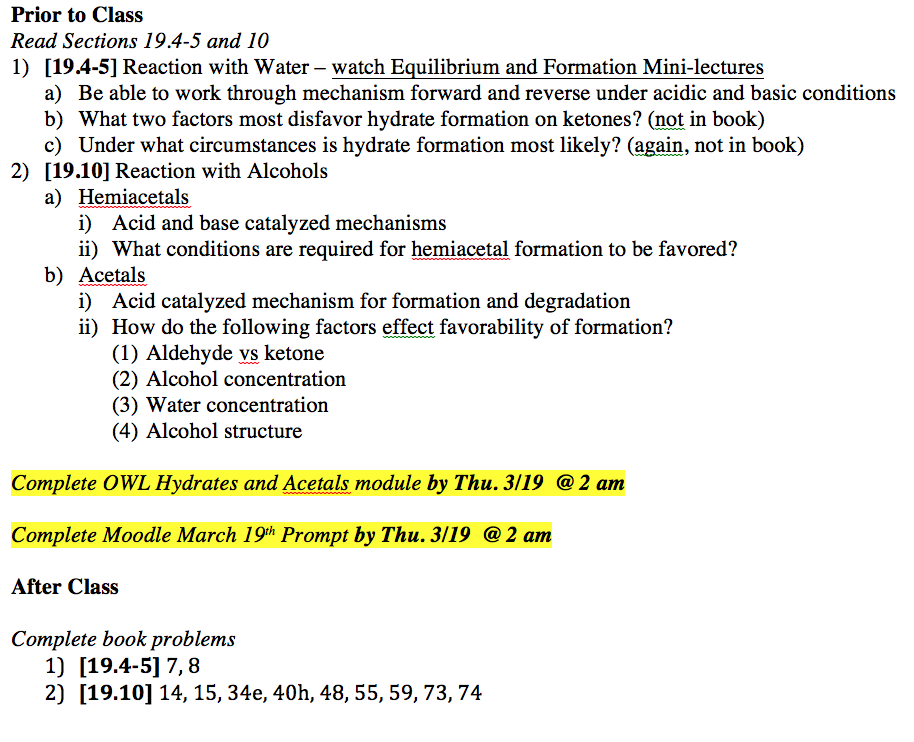 Prior to Class
Read Sections 19.4-5 and 10
1) [19.4-5] Reaction with Water – watch Equilibrium and Formation Mini-lectures
a) Be able to work through mechanism forward and reverse under acidic and basic conditions
b) What two factors most disfavor hydrate formation on ketones? (not in book)
c) Under what circumstances is hydrate formation most likely? (again, not in book)
2) [19.10] Reaction with Alcohols
a) Hemiacetals
i) Acid and base catalyzed mechanisms
ii) What conditions are required for hemiacetal formation to be favored?
b) Acetals
i) Acid catalyzed mechanism for formation and degradation
ii) How do the following factors effect favorability of formation?
(1) Aldehyde vs ketone
(2) Alcohol concentration
(3) Water concentration
(4) Alcohol structure
Complete OWL Hydrates and Acetals module by Thu. 3/19 @ 2 am
Complete Moodle March 19th Prompt by Thu. 3/19 @ 2 am
After Class
Complete book problems
1) [19.4-5] 7, 8
2) [19.10] 14, 15, 34e, 40h, 48, 55, 59, 73, 74